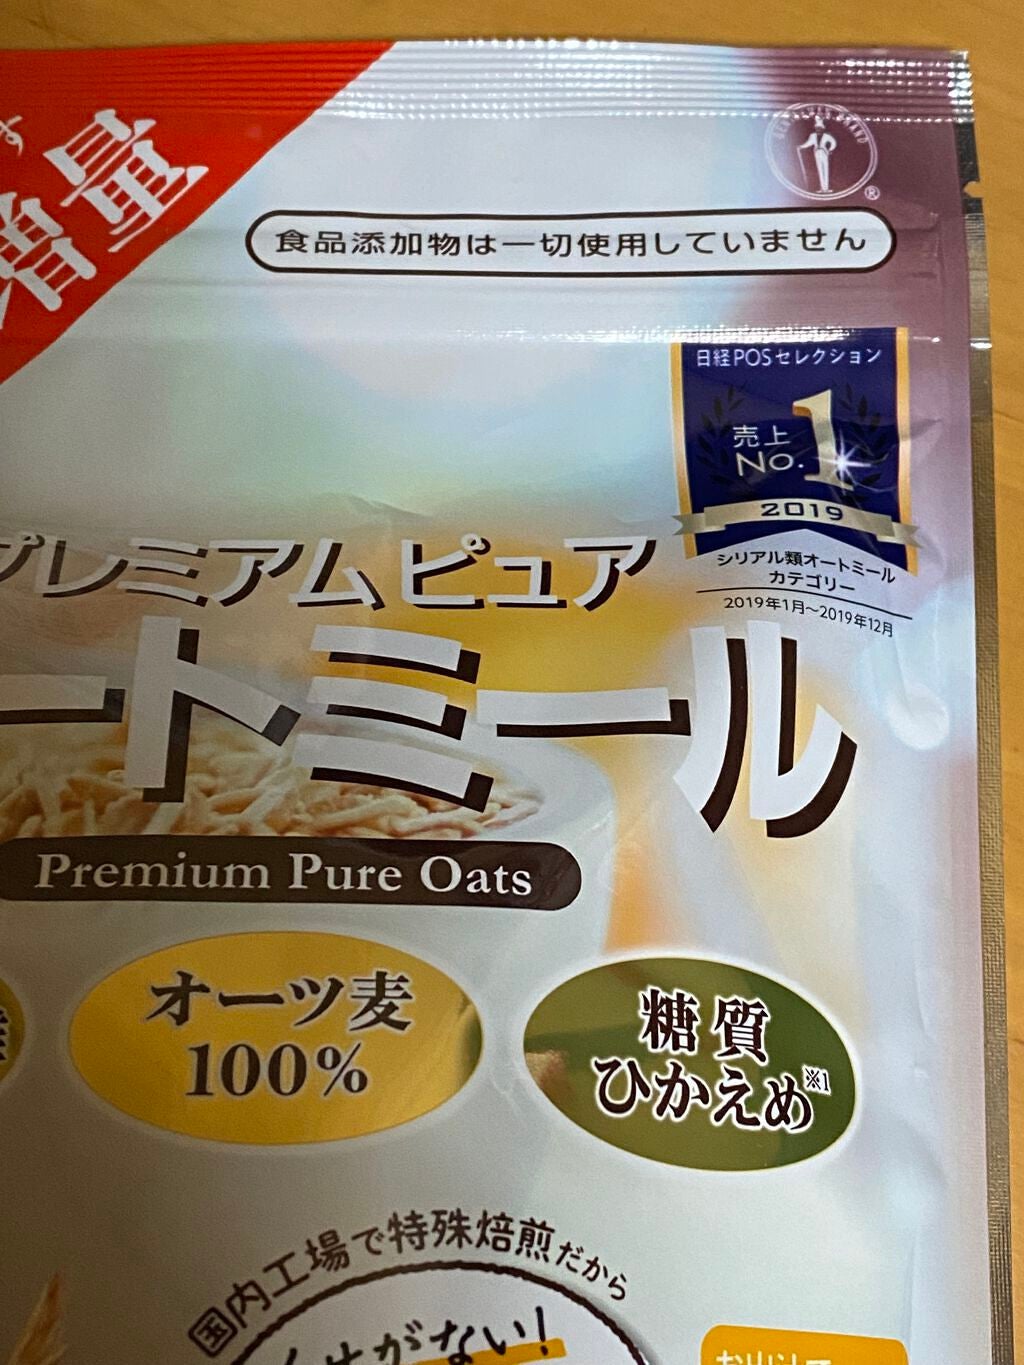 増量
食品添加物は一切使用していません
日経POSセレクション
売上
No.1
2019
シリアル類オートミール
カテゴリー
2019年1月〜2019年12月
プレミアムピュア
ートミール
Premium Pure Oats
オーツ麦
100%
糖質
ひかえめ※1
国内工場で特殊焙煎だから
がない!